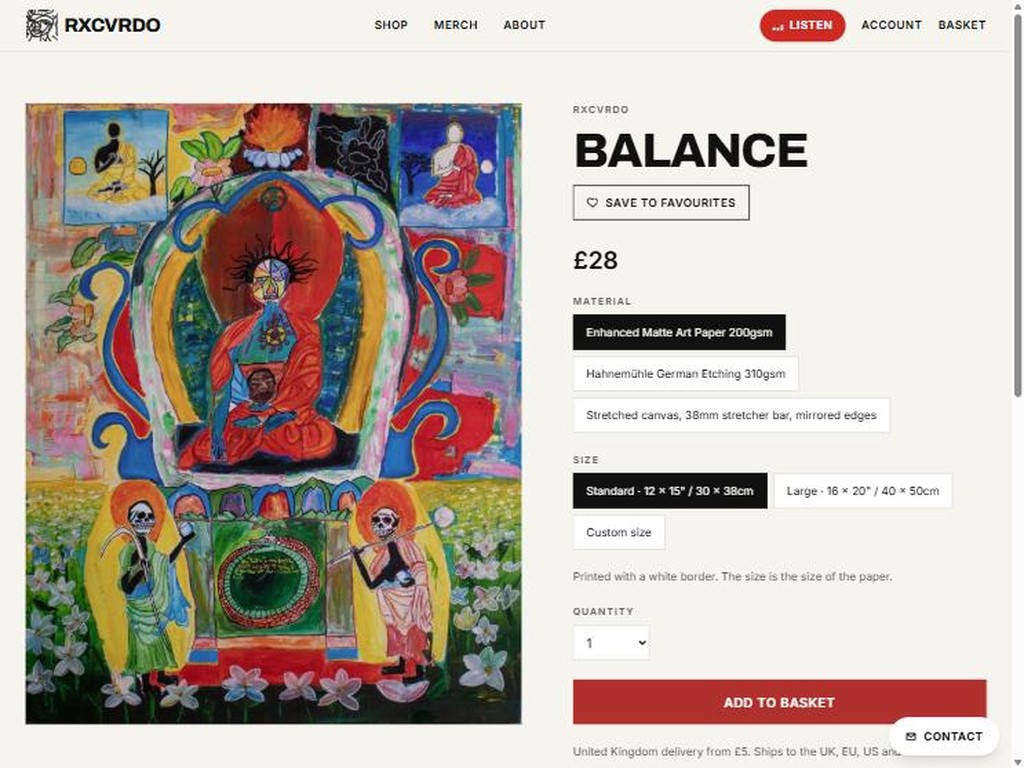 RXCVRDO
SHOP
MERCH
ABOUT
LISTEN
ACCOUNT
BASKET
RXCVRDO
BALANCE
SAVE TO FAVOURITES
£28
MATERIAL
Enhanced Matte Art Paper 200gsm
Hahnemühle German Etching 310gsm
Stretched canvas, 38mm stretcher bar, mirrored edges
SIZE
Standard · 12 × 15" / 30 × 38cm
Large · 16 × 20" / 40 × 50cm
Custom size
Printed with a white border. The size is the size of the paper.
QUANTITY
1
ADD TO BASKET
United Kingdom delivery from £5. Ships to the UK, EU, US and
CONTACT